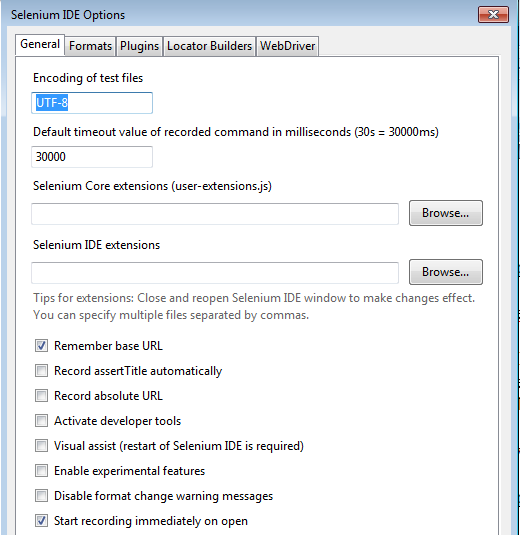 Selenium IDE Options
General Formats Plugins Locator Builders WebDriver
Encoding of test files
UTF-8
Default timeout value of recorded command in milliseconds (30s = 30000ms)
30000
Selenium Core extensions (user-extensions.js)
Browse...
Selenium IDE extensions
Browse...
Tips for extensions: Close and reopen Selenium IDE window to make changes effect.
You can specify multiple files separated by commas.
Remember base URL
Record assertTitle automatically
Record absolute URL
Activate developer tools
Visual assist (restart of Selenium IDE is required)
Enable experimental features
Disable format change warning messages
Start recording immediately on open